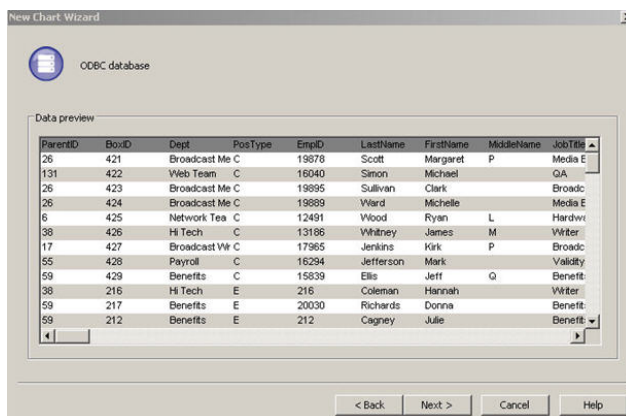 New Chart Wizard
ODBC database
Data preview
ParentID BoxID Dept PosType EmpID LastName FirstName MiddleName JobTitle
26 421 Broadcast Me C 19878 Scott Margaret P Media E
131 422 Web Team C 16040 Simon Michael QA
26 423 Broadcast Me C 19895 Sullivan Clark Broadc
26 424 Broadcast Me C 19889 Ward Michelle Media E
6 425 Network Tea C 12491 Wood Ryan L Hardwa
38 426 Hi Tech C 13186 Whitney James M Writer
17 427 Broadcast Wr C 17965 Jenkins Kirk P Broadc
55 428 Payroll C 16294 Jefferson Mark Validity
59 429 Benefits C 15839 Ellis Jeff Q Benefit
38 216 Hi Tech E 216 Coleman Hannah Writer
59 217 Benefits E 20030 Richards Donna Benefit
59 212 Benefits E 212 Cagney Julie Benefit
< Back Next > Cancel Help